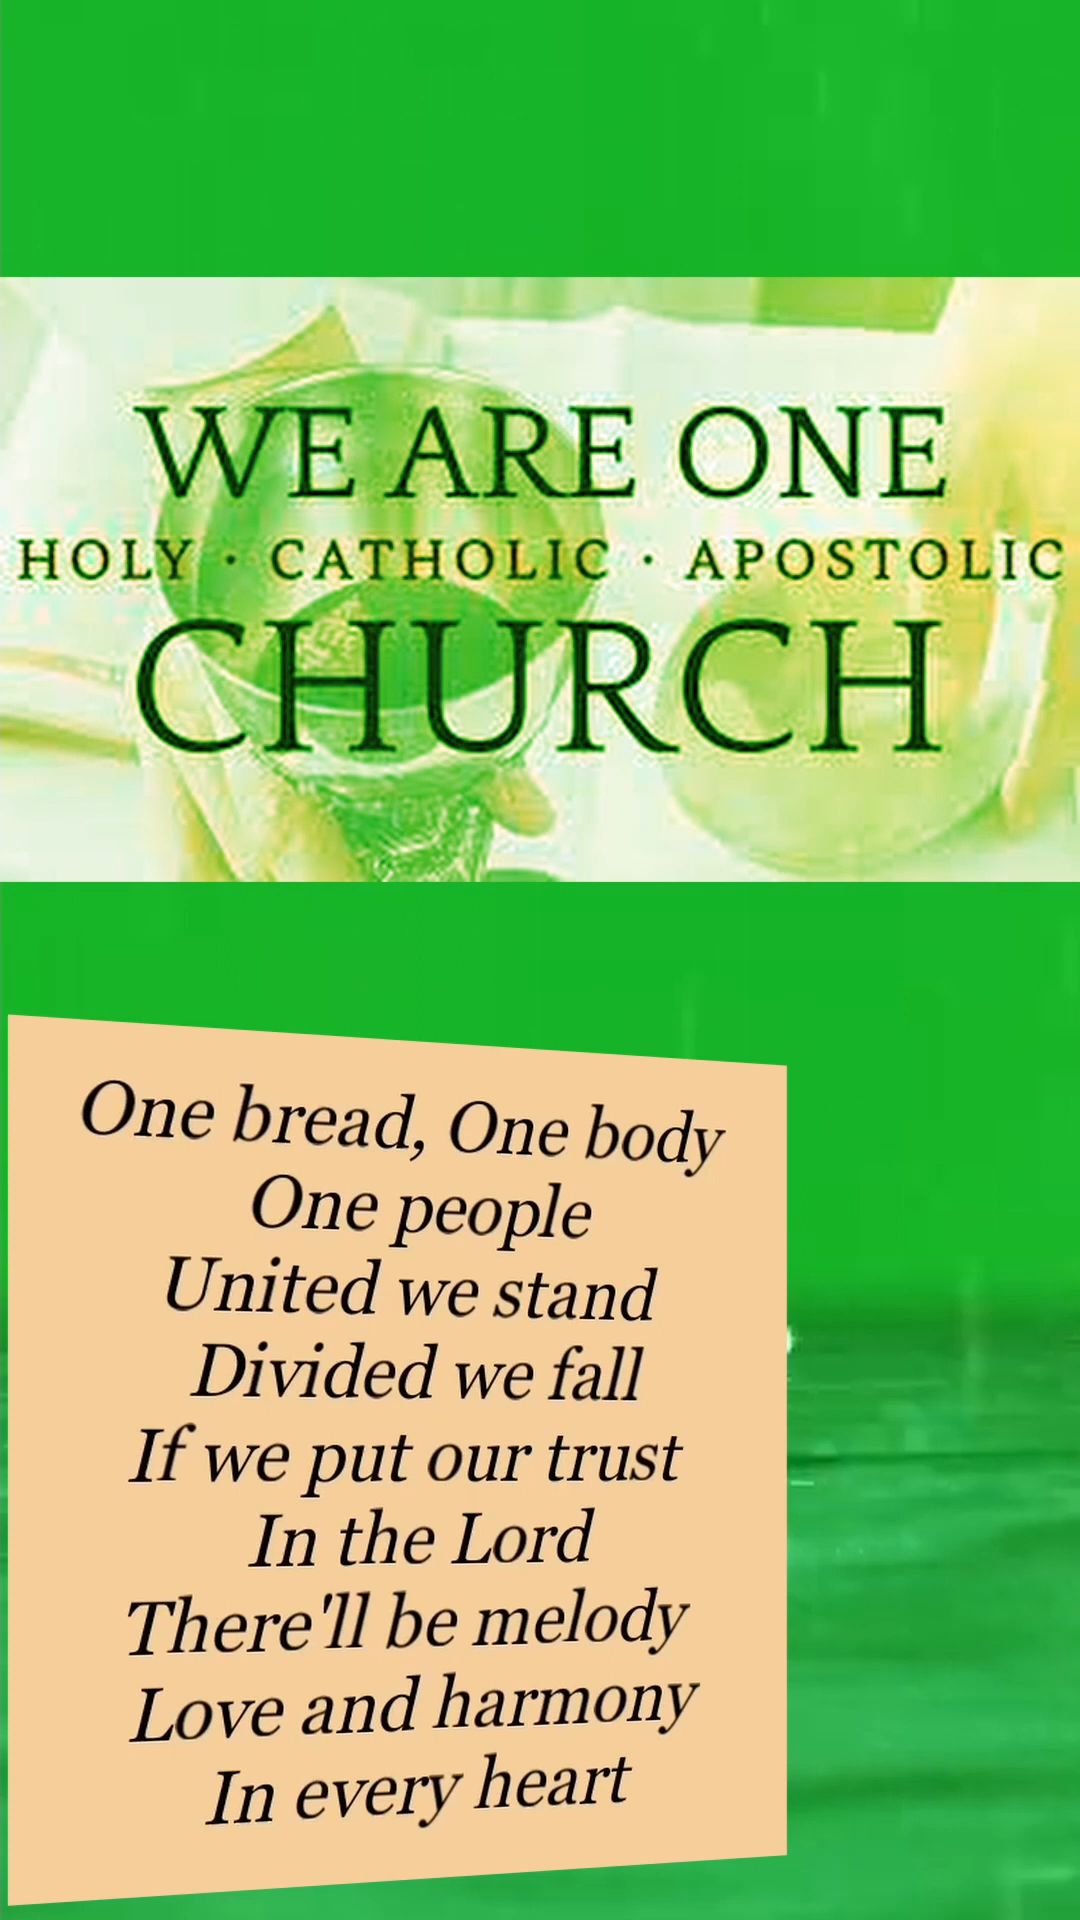 WE ARE ONE
HOLY · CATHOLIC · APOSTOLIC
CHURCH
One bread, One body
One people
United we stand
Divided we fall
If we put our trust
In the Lord
There'll be melody
Love and harmony
In every heart